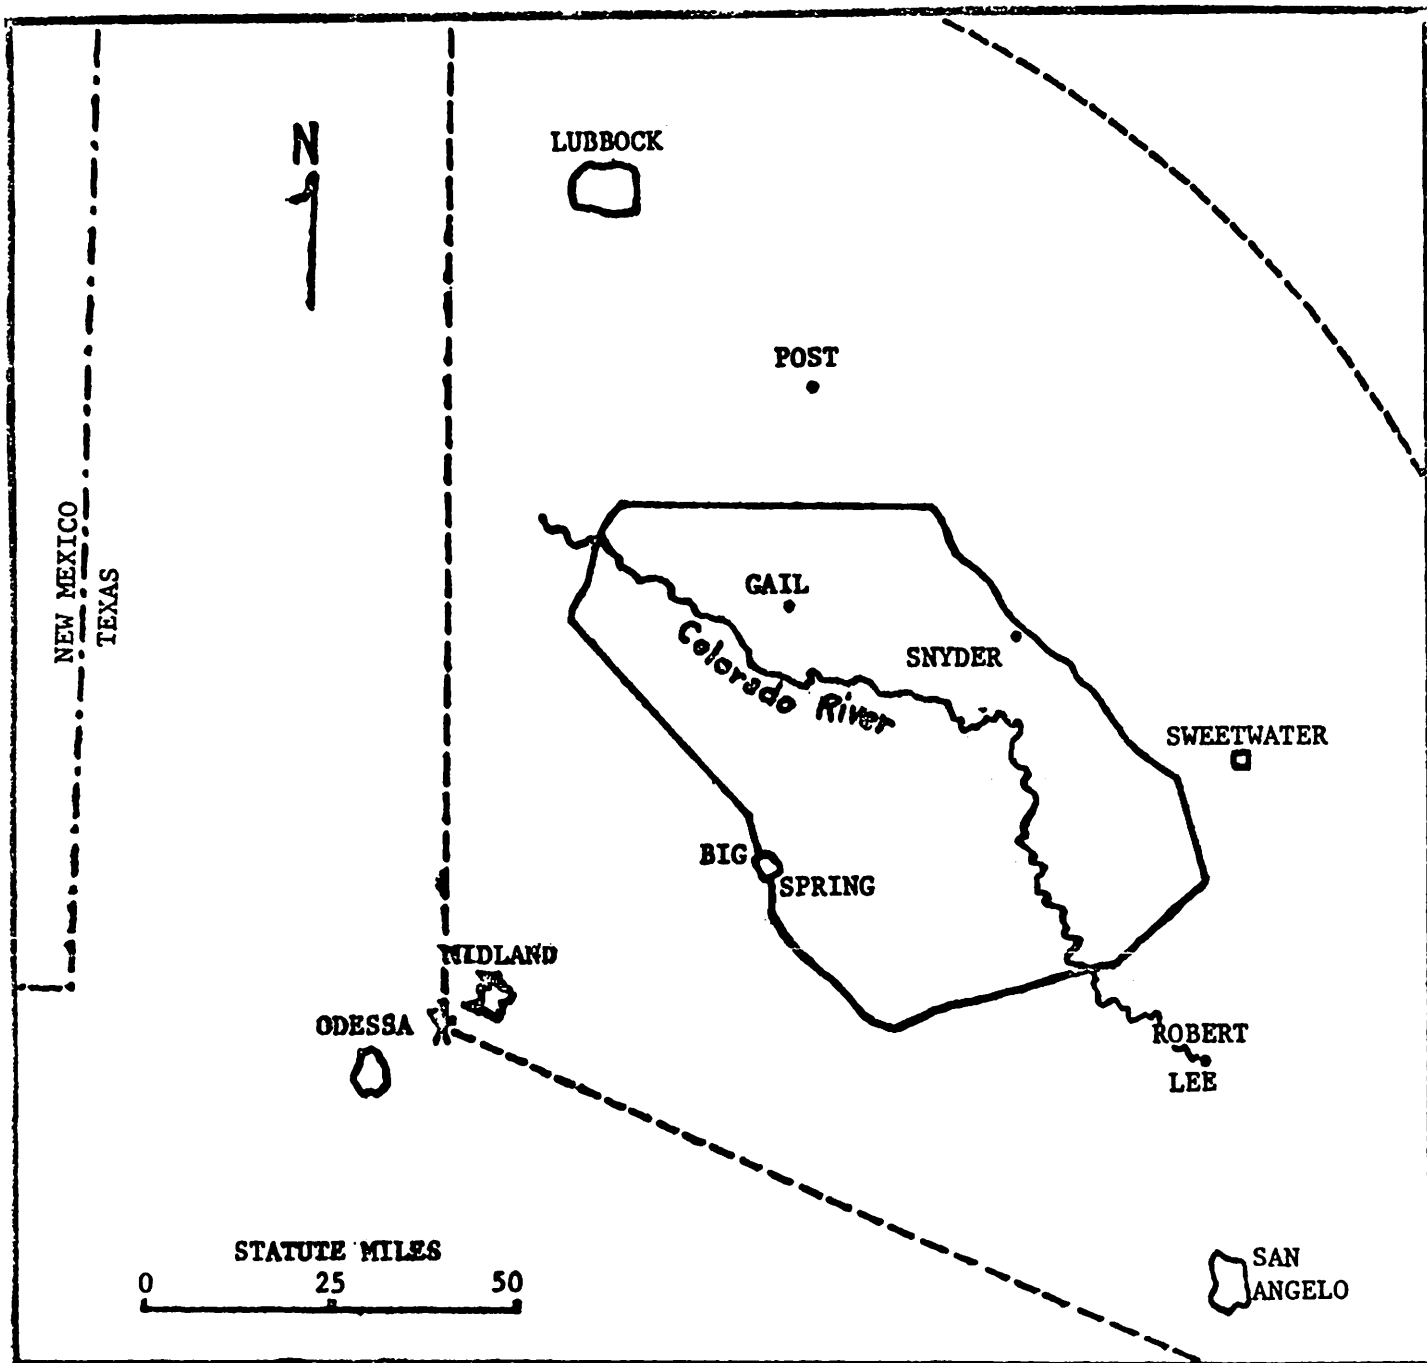 N
LUBBOCK
POST
NEW MEXICO
TEXAS
GAIL
Colorado River
SNYDER
SWEETWATER
BIG
SPRING
MIDLAND
ODESSA
ROBERT
LEE
STATUTE MILES
0 25 50
SAN
ANGELO